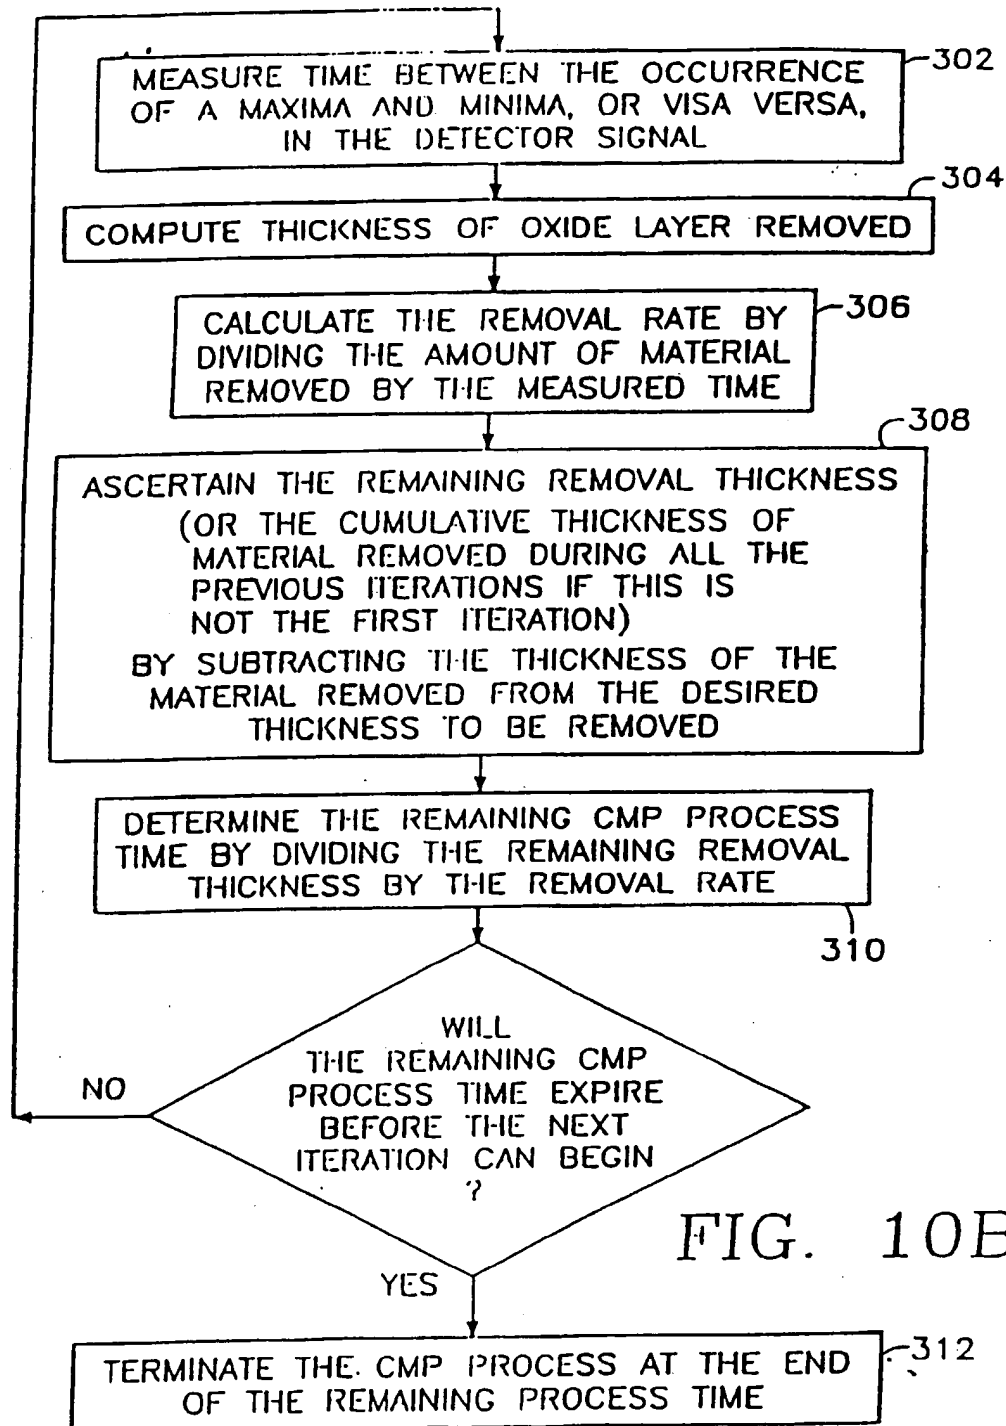 302
MEASURE TIME BETWEEN THE OCCURRENCE
OF A MAXIMA AND MINIMA, OR VISA VERSA,
IN THE DETECTOR SIGNAL
304
COMPUTE THICKNESS OF OXIDE LAYER REMOVED
306
CALCULATE THE REMOVAL RATE BY
DIVIDING THE AMOUNT OF MATERIAL
REMOVED BY THE MEASURED TIME
308
ASCERTAIN THE REMAINING REMOVAL THICKNESS
(OR THE CUMULATIVE THICKNESS OF
MATERIAL REMOVED DURING ALL THE
PREVIOUS ITERATIONS IF THIS IS
NOT THE FIRST ITERATION)
BY SUBTRACTING THE THICKNESS OF THE
MATERIAL REMOVED FROM THE DESIRED
THICKNESS TO BE REMOVED
DETERMINE THE REMAINING CMP PROCESS
TIME BY DIVIDING THE REMAINING REMOVAL
THICKNESS BY THE REMOVAL RATE
310
WILL
THE REMAINING CMP
PROCESS TIME EXPIRE
BEFORE THE NEXT
ITERATION CAN BEGIN
?
NO
YES
FIG. 10B
312
TERMINATE THE CMP PROCESS AT THE END
OF THE REMAINING PROCESS TIME